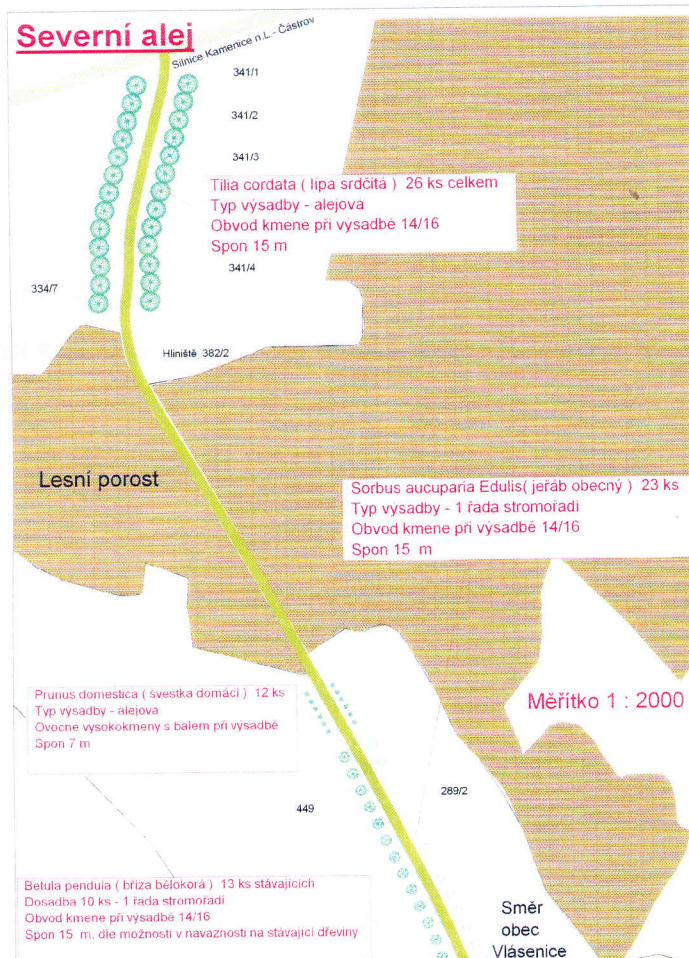 Severní alej
Silnice Kamenice n.L.- Částrov
341/1
341/2
341/3
Tilia cordata ( lípa srdčitá ) 26 ks celkem
Typ výsadby - alejová
Obvod kmene při výsadbě 14/16
Spon 15 m
341/4
334/7
Hliniště 382/2
Lesní porost
Sorbus aucuparia Edulis( jeřáb obecný ) 23 ks
Typ výsadby - 1 řada stromořadí
Obvod kmene při výsadbě 14/16
Spon 15 m
Prunus domestica ( švestka domácí ) 12 ks
Typ výsadby - alejová
Ovocné vysokokmeny s balem při výsadbě
Spon 7 m
Měřítko 1 : 2000
289/2
449
Betula pendula ( bříza bělokorá ) 13 ks stávajících
Dosadba 10 ks - 1 řada stromořadí
Obvod kmene při výsadbě 14/16
Spon 15 m, dle možností v navaznosti na stávající dřeviny
Směr
obec
Vlásenice